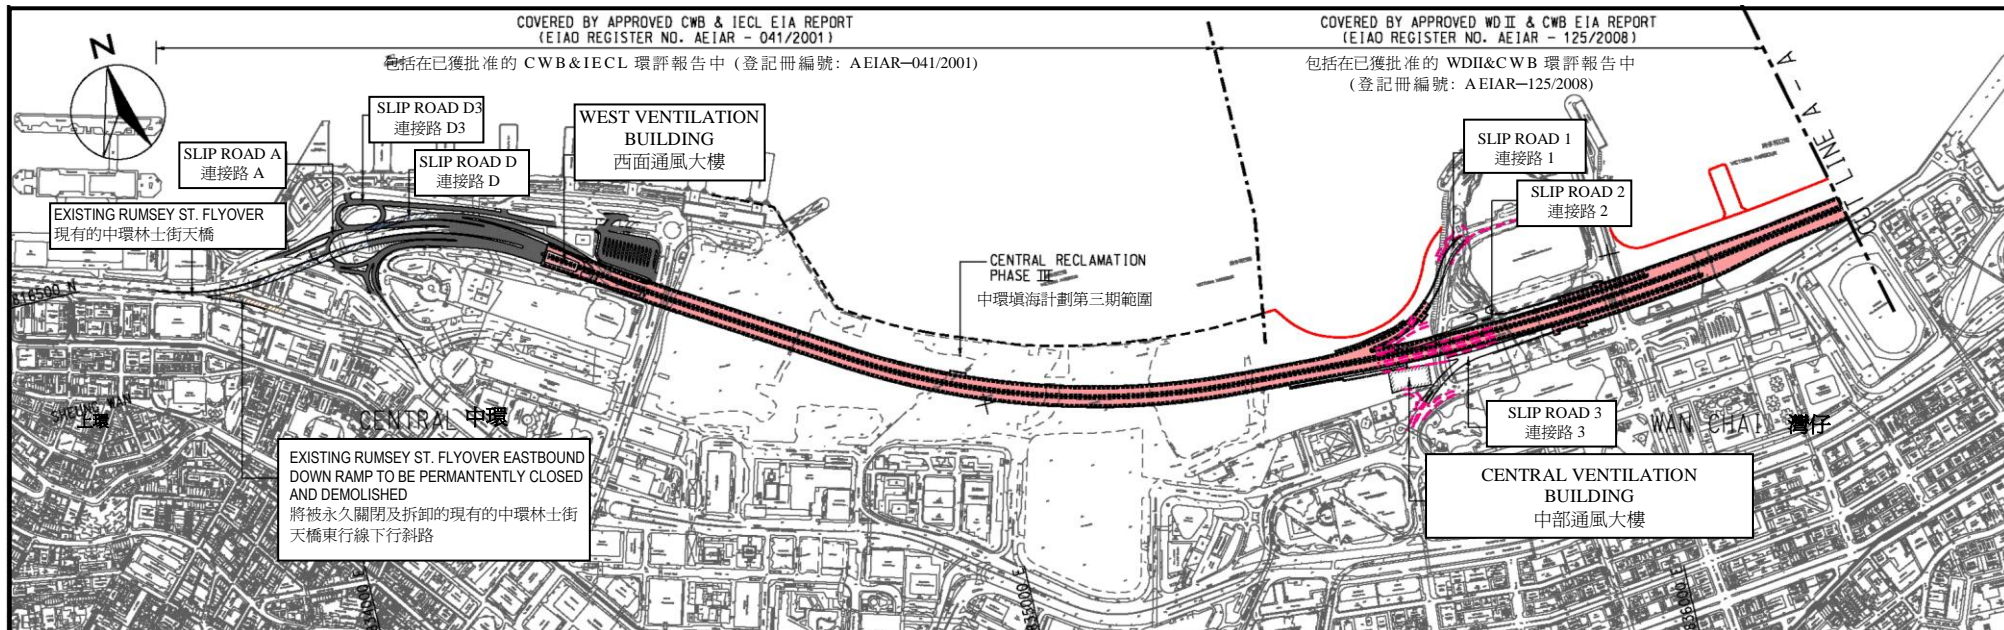 COVERED BY APPROVED CWB & IECL EIA REPORT
(EIAO REGISTER NO. AEIAR - 041/2001)
包括在已獲批准的 CWB&IECL 環評報告中 (登記冊編號: AEIAR─041/2001)
COVERED BY APPROVED WDII & CWB EIA REPORT
(EIAO REGISTER NO. AEIAR - 125/2008)
包括在已獲批准的 WDII&CWB 環評報告中
(登記冊編號: AEIAR─125/2008)
N
CUT LINE A - A
SLIP ROAD D3
連接路 D3
SLIP ROAD A
連接路 A
SLIP ROAD D
連接路 D
WEST VENTILATION
BUILDING
西面通風大樓
SLIP ROAD 1
連接路 1
SLIP ROAD 2
連接路 2
VICTORIA HARBOUR
EXISTING RUMSEY ST. FLYOVER
現有的中環林士街天橋
CENTRAL RECLAMATION
PHASE III
中環填海計劃第三期範圍
816500 N
SHEUNG WAN
上環
CENTRAL 中環
SLIP ROAD 3
連接路 3
WAN CHAI 灣仔
EXISTING RUMSEY ST. FLYOVER EASTBOUND
DOWN RAMP TO BE PERMANTENTLY CLOSED
AND DEMOLISHED
將被永久關閉及拆卸的現有的中環林士街
天橋東行線下行斜路
CENTRAL VENTILATION
BUILDING
中部通風大樓